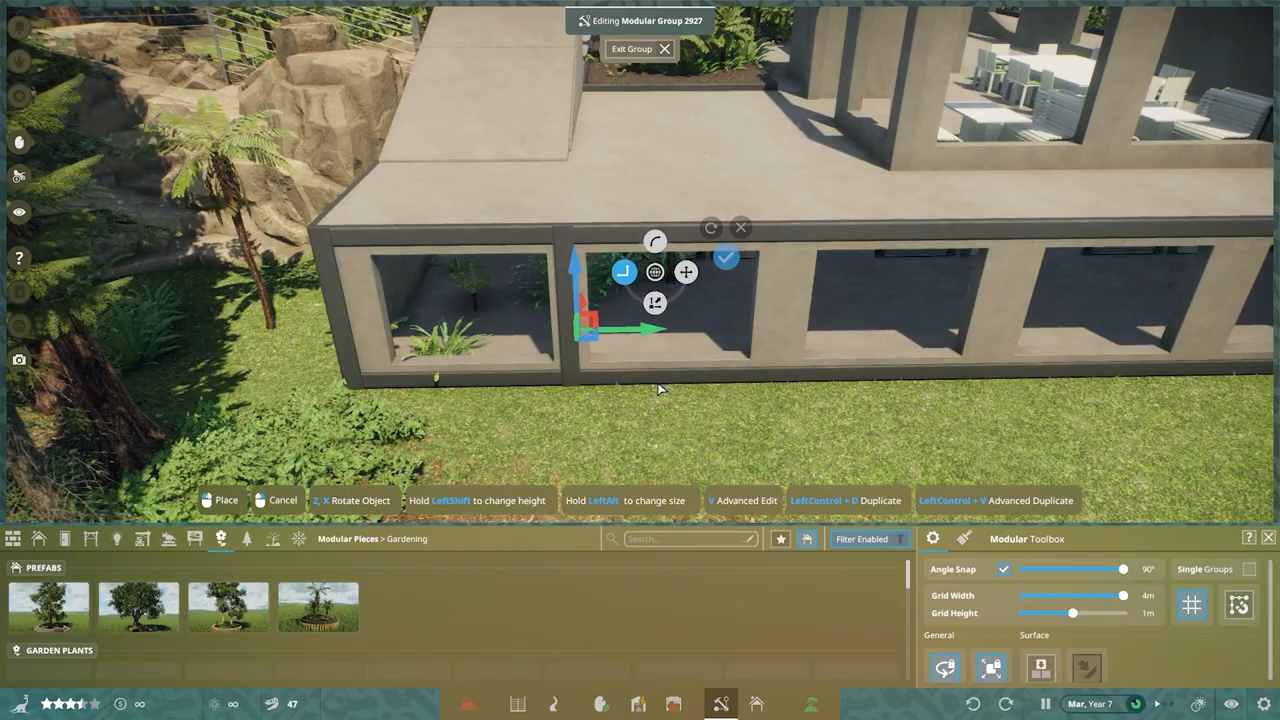 Editing Modular Group 2927
Exit Group
?
Place
Cancel
Z, X Rotate Object
Hold LeftShift to change height
Hold LeftAlt to change size
V Advanced Edit
LeftControl + D Duplicate
LeftControl + V Advanced Duplicate
Modular Pieces > Gardening
Search...
Filter Enabled
Modular Toolbox
?
PREFABS
GARDEN PLANTS
Angle Snap
90°
Single Groups
Grid Width
4m
Grid Height
1m
General
Surface
∞
∞
47
Mar, Year 7